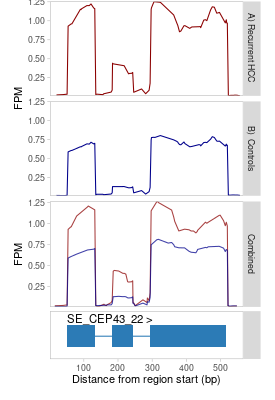 1.25
1.00
0.75
0.50
0.25
FPM
A) Recurrent HCC
1.25
1.00
0.75
0.50
0.25
B) Controls
1.25
1.00
0.75
0.50
0.25
FPM
Combined
SE_CEP43_22 >
100 200 300 400 500
Distance from region start (bp)